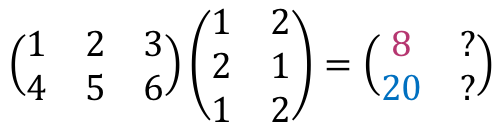 (1 2 3) (1 2) = (8 ?)
(4 5 6) (2 1) (20 ?)
(1 2)